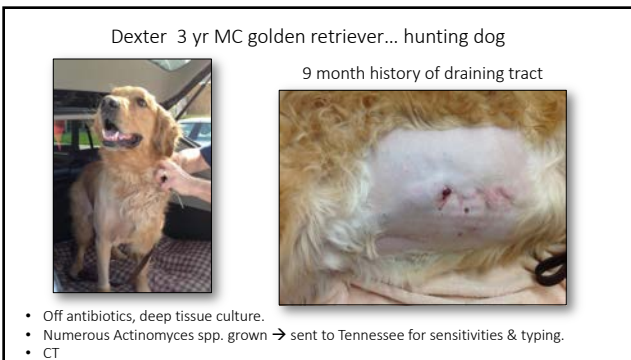 Dexter 3 yr MC golden retriever... hunting dog
9 month history of draining tract
• Off antibiotics, deep tissue culture.
• Numerous Actinomyces spp. grown → sent to Tennessee for sensitivities & typing.
• CT